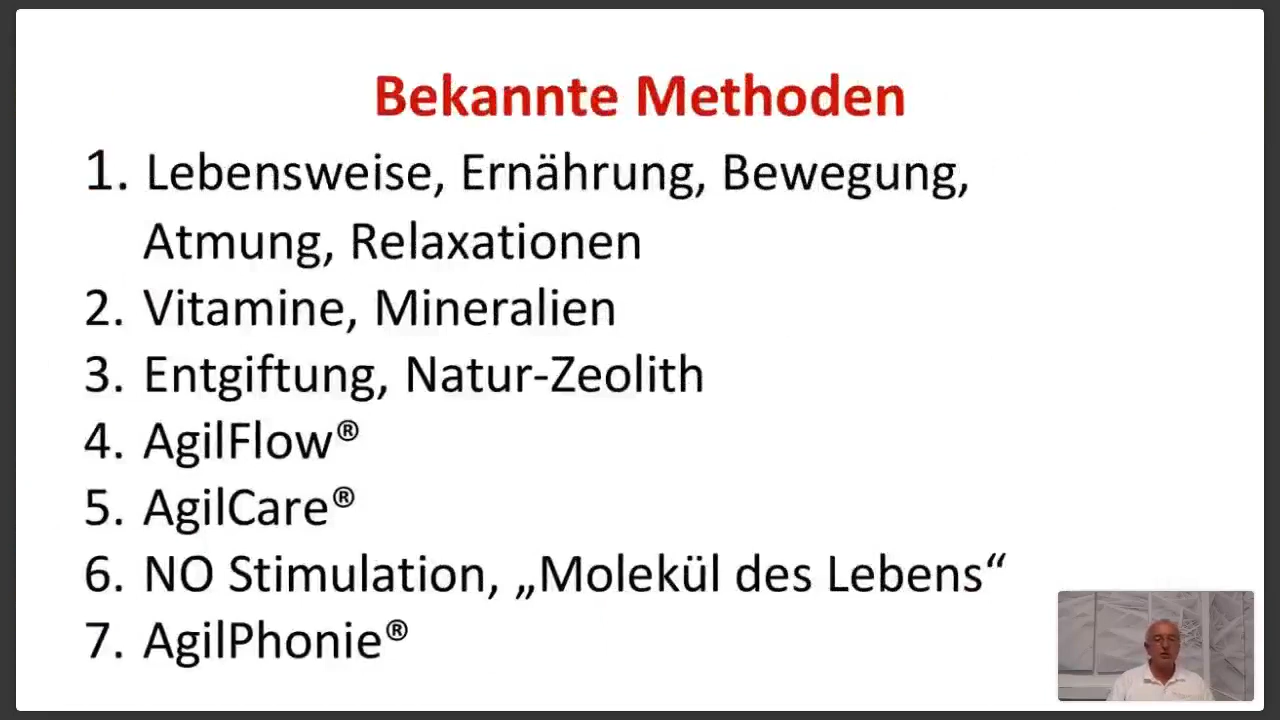 Bekannte Methoden
1. Lebensweise, Ernährung, Bewegung,
Atmung, Relaxationen
2. Vitamine, Mineralien
3. Entgiftung, Natur-Zeolith
4. AgilFlow®
5. AgilCare®
6. NO Stimulation, „Molekül des Lebens“
7. AgilPhonie®